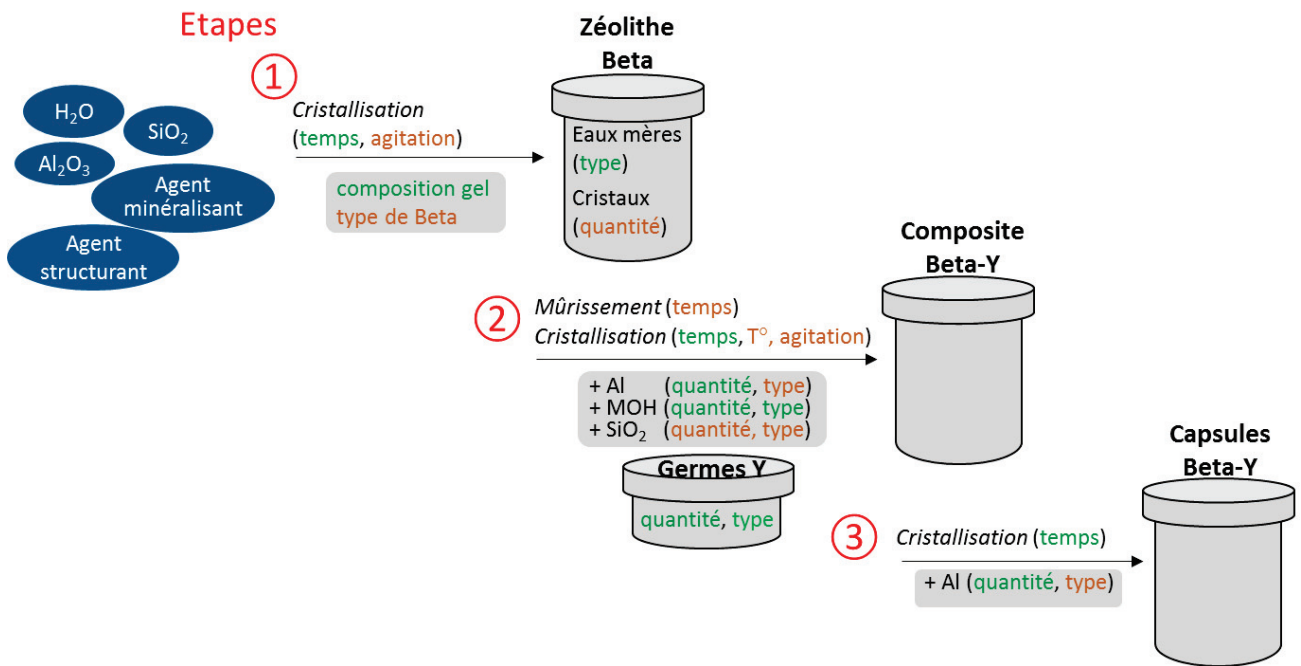 Etapes
1
H₂O
SiO₂
Al₂O₃
Agent
minéralisant
Agent
structurant
Cristallisation
(temps, agitation)
composition gel
type de Beta
Zéolithe
Beta
Eaux mères
(type)
Cristaux
(quantité)
2
Mûrissement (temps)
Cristallisation (temps, T°, agitation)
+ Al (quantité, type)
+ MOH (quantité, type)
+ SiO₂ (quantité, type)
Germes Y
quantité, type
Composite
Beta-Y
3
Cristallisation (temps)
+ Al (quantité, type)
Capsules
Beta-Y